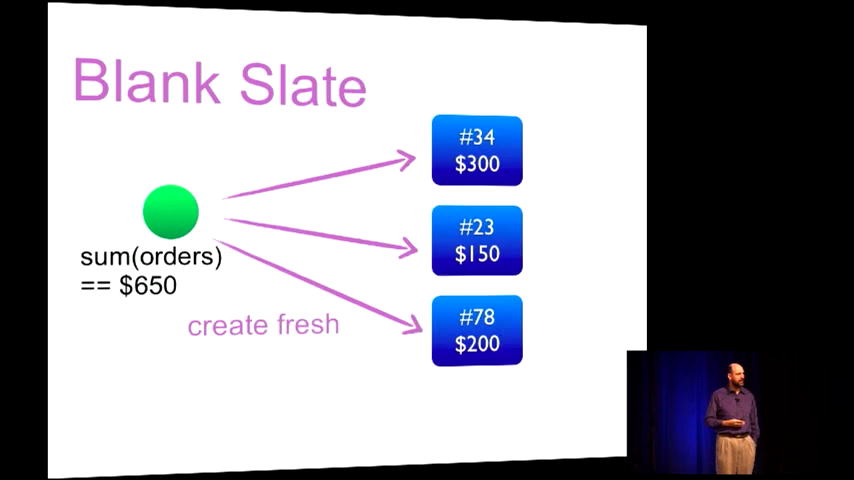 Blank Slate
#34
$300
#23
$150
sum(orders)
== $650
#78
$200
create fresh